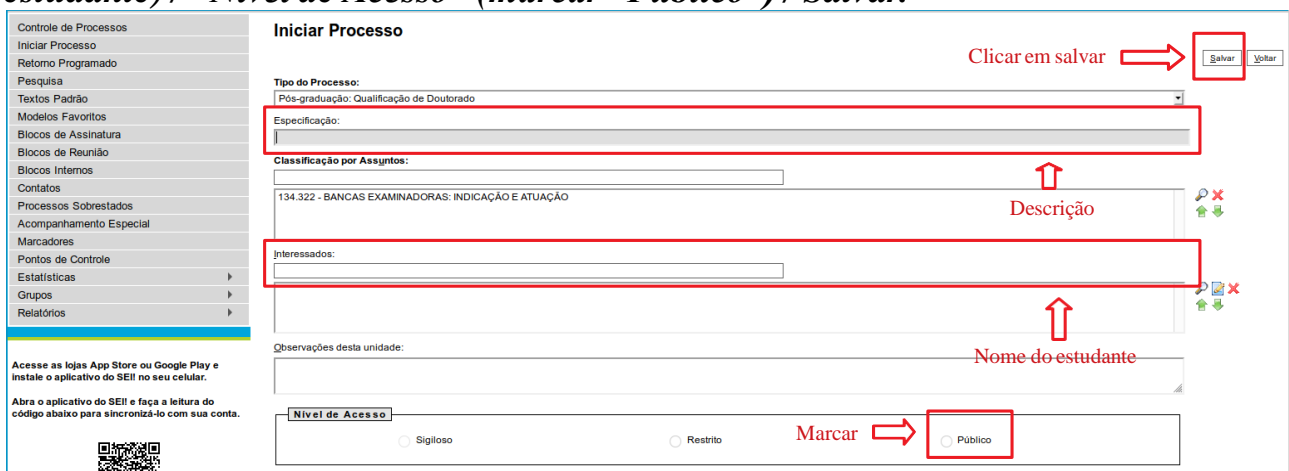 estudante) / "Nível de Acesso" (marcar "Público") / Salvar.
Controle de Processos
Iniciar Processo
Retorno Programado
Pesquisa
Textos Padrão
Modelos Favoritos
Blocos de Assinatura
Blocos de Reunião
Blocos Internos
Contatos
Processos Sobrestados
Acompanhamento Especial
Marcadores
Pontos de Controle
Estatísticas
Grupos
Relatórios
Acesse as lojas App Store ou Google Play e
instale o aplicativo do SEI! no seu celular.
Abra o aplicativo do SEI! e faça a leitura do
código abaixo para sincronizá-lo com sua conta.
Iniciar Processo
Clicar em salvar
Salvar Voltar
Tipo do Processo:
Pós-graduação: Qualificação de Doutorado
Especificação:
Classificação por Assuntos:
134.322 - BANCAS EXAMINADORAS: INDICAÇÃO E ATUAÇÃO
Descrição
Interessados:
Nome do estudante
Observações desta unidade:
Nível de Acesso
Sigiloso Restrito Marcar Público